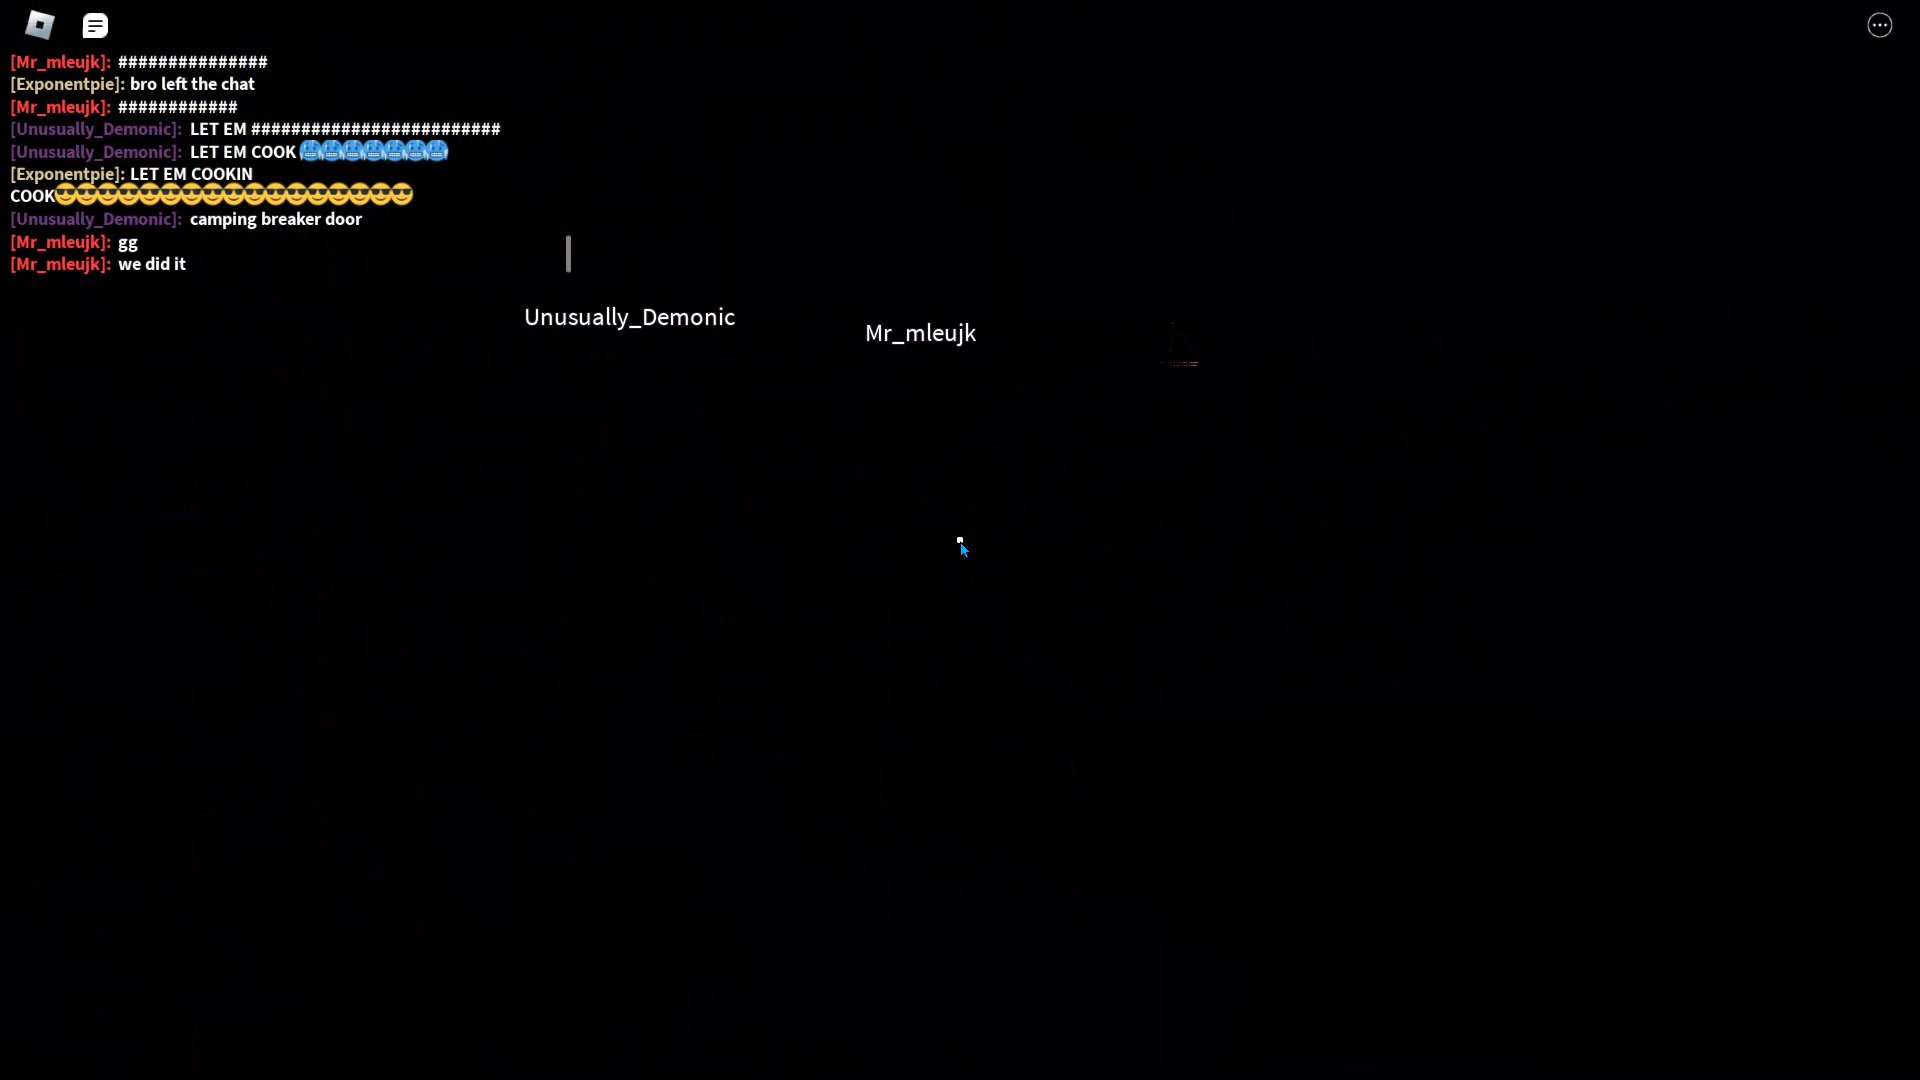 [Mr_mleujk]: ###############
[Exponentpie]: bro left the chat
[Mr_mleujk]: ############
[Unusually_Demonic]: LET EM #########################
[Unusually_Demonic]: LET EM COOK 🥶🥶🥶🥶🥶🥶🥶
[Exponentpie]: LET EM COOKIN
COOK😎😎😎😎😎😎😎😎😎😎😎😎😎😎😎😎😎
[Unusually_Demonic]: camping breaker door
[Mr_mleujk]: gg
[Mr_mleujk]: we did it
Unusually_Demonic
Mr_mleujk